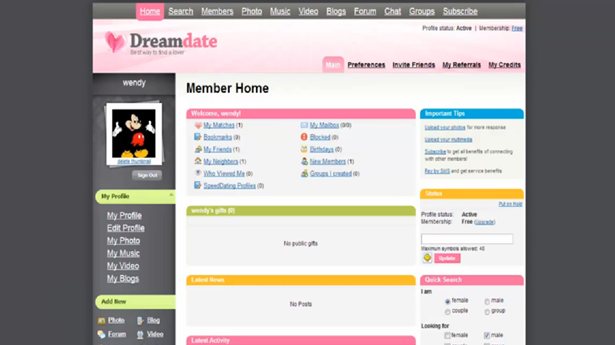 Home Search Members Photo Music Video Blogs Forum Chat Groups Subscribe
Profile status: Active | Membership: Free
Dreamdate
Best way to find a lover
Main Preferences Invite Friends My Referrals My Credits
wendy
delete thumbnail
Sign Out
My Profile
My Profile
Edit Profile
My Photo
My Music
My Video
My Blogs
Add New
Photo Blog
Forum Video
Member Home
Welcome, wendy!
My Matches (1) My Mailbox (0/0)
Bookmarks (0) Blocked (0)
My Friends (1) Birthdays (0)
My Neighbors (1) New Members (1)
Who Viewed Me (0) Groups I created (0)
SpeedDating Profiles (0)
wendy's gifts (0)
No public gifts
Latest News
No Posts
Latest Activity
Important Tips
Upload your photos for more response
Upload your multimedia
Subscribe to get all benefits of connecting
with other members!
Pay by SMS and get service benefits
Status
Put on Hold
Profile status: Active
Membership: Free (Upgrade)
Maximum symbols allowed: 40
Update
Quick Search
I am
female male
couple group
Looking for
female male